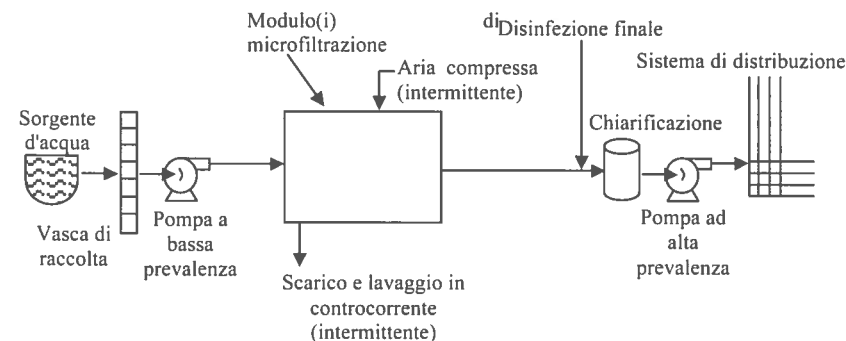 Modulo(i) di
microfiltrazione
Disinfezione finale
Aria compressa
(intermittente)
Sistema di distribuzione
Sorgente
d'acqua
Chiarificazione
Vasca di
raccolta
Pompa a
bassa
prevalenza
Pompa ad
alta
prevalenza
Scarico e lavaggio in
controcorrente
(intermittente)